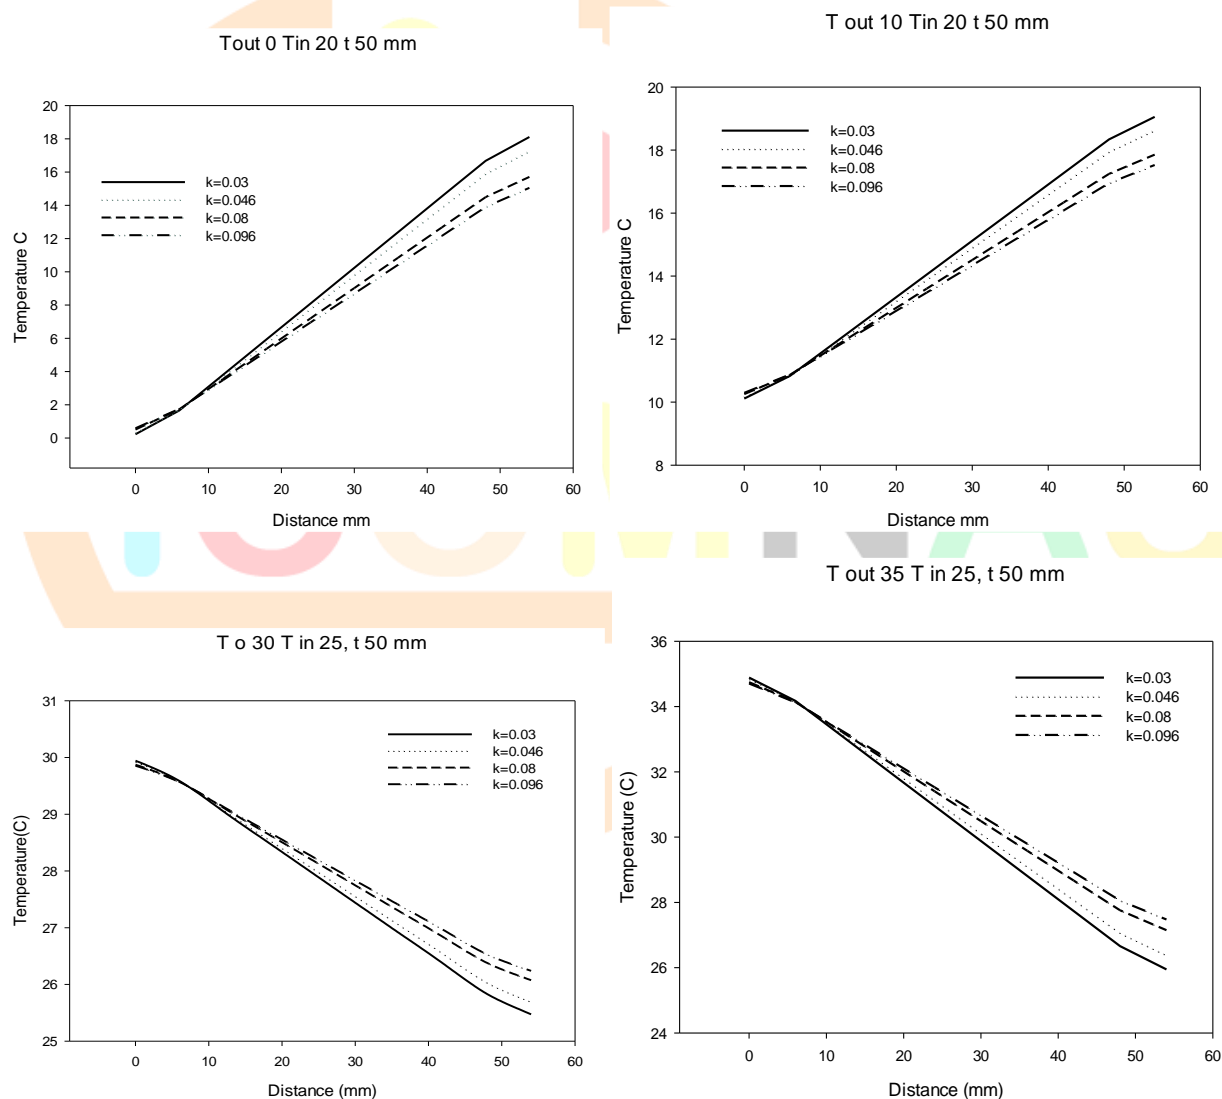 Tout 0 Tin 20 t 50 mm
20
18
16
14
12
10
8
6
4
2
0
Temperature C
k=0.03
k=0.046
k=0.08
k=0.096
0 10 20 30 40 50 60
Distance mm
T out 10 Tin 20 t 50 mm
20
18
16
14
12
10
8
Temperature C
k=0.03
k=0.046
k=0.08
k=0.096
0 10 20 30 40 50 60
Distance mm
T o 30 T in 25, t 50 mm
31
30
29
28
27
26
25
Temperature(C)
k=0.03
k=0.046
k=0.08
k=0.096
0 10 20 30 40 50 60
Distance (mm)
T out 35 T in 25, t 50 mm
36
34
32
30
28
26
24
Temperature (C)
k=0.03
k=0.046
k=0.08
k=0.096
0 10 20 30 40 50 60
Distance (mm)